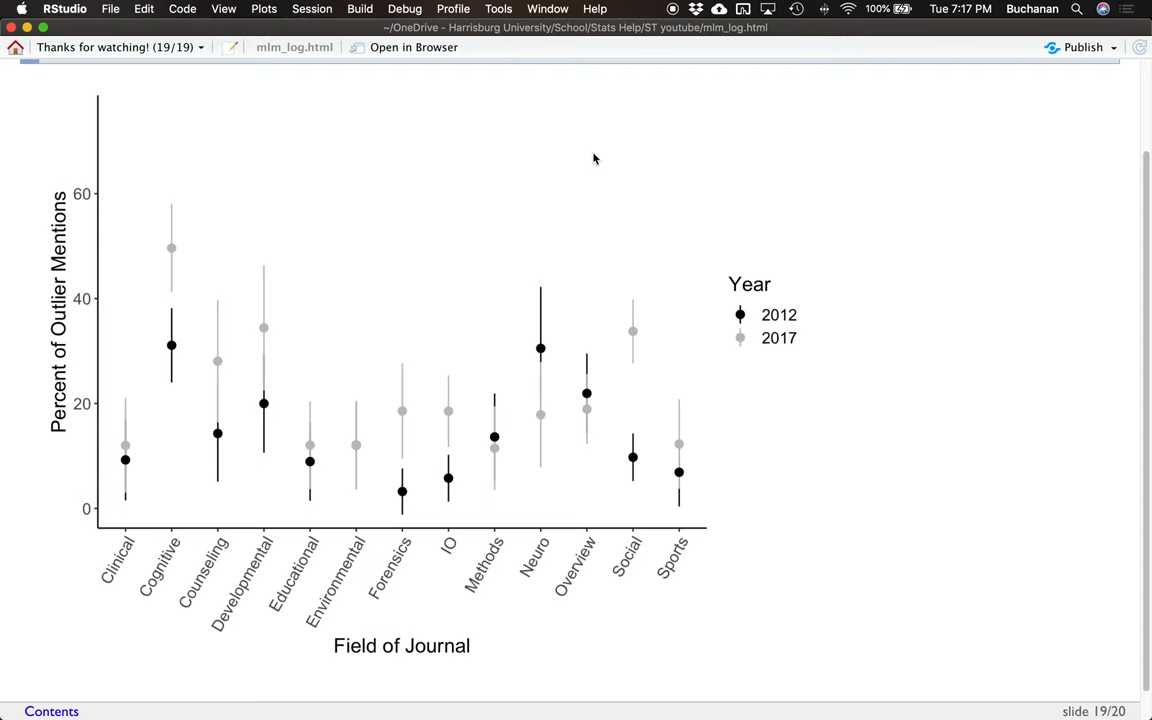 RStudio File Edit Code View Plots Session Build Debug Profile Tools Window Help 100% Tue 7:17 PM Buchanan
~/OneDrive - Harrisburg University/School/Stats Help/ST youtube/mlm_log.html
Thanks for watching! (19/19) mlm_log.html Open in Browser Publish
Percent of Outlier Mentions
60
40
20
0
Year
2012
2017
Clinical Cognitive Counseling Developmental Educational Environmental Forensics IO Methods Neuro Overview Social Sports
Field of Journal
Contents slide 19/20